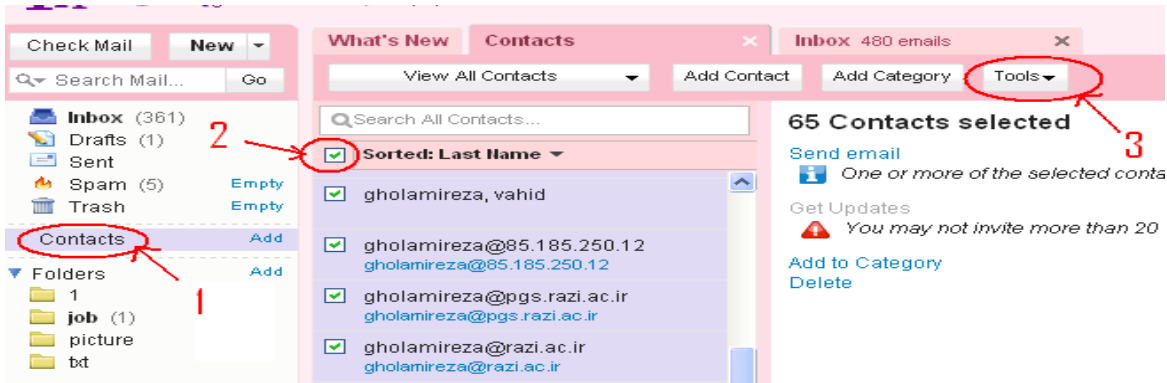 Check Mail
New
Search Mail...
Go
Inbox (361)
Drafts (1)
Sent
Spam (5)
Empty
Trash
Empty
Contacts
Add
Folders
Add
1
job (1)
picture
txt
1
What's New
Contacts
Inbox 480 emails
View All Contacts
Add Contact
Add Category
Tools
Search All Contacts...
2
Sorted: Last Name
gholamireza, vahid
gholamireza@85.185.250.12
gholamireza@85.185.250.12
gholamireza@pgs.razi.ac.ir
gholamireza@pgs.razi.ac.ir
gholamireza@razi.ac.ir
gholamireza@razi.ac.ir
3
65 Contacts selected
Send email
One or more of the selected conta
Get Updates
You may not invite more than 20
Add to Category
Delete